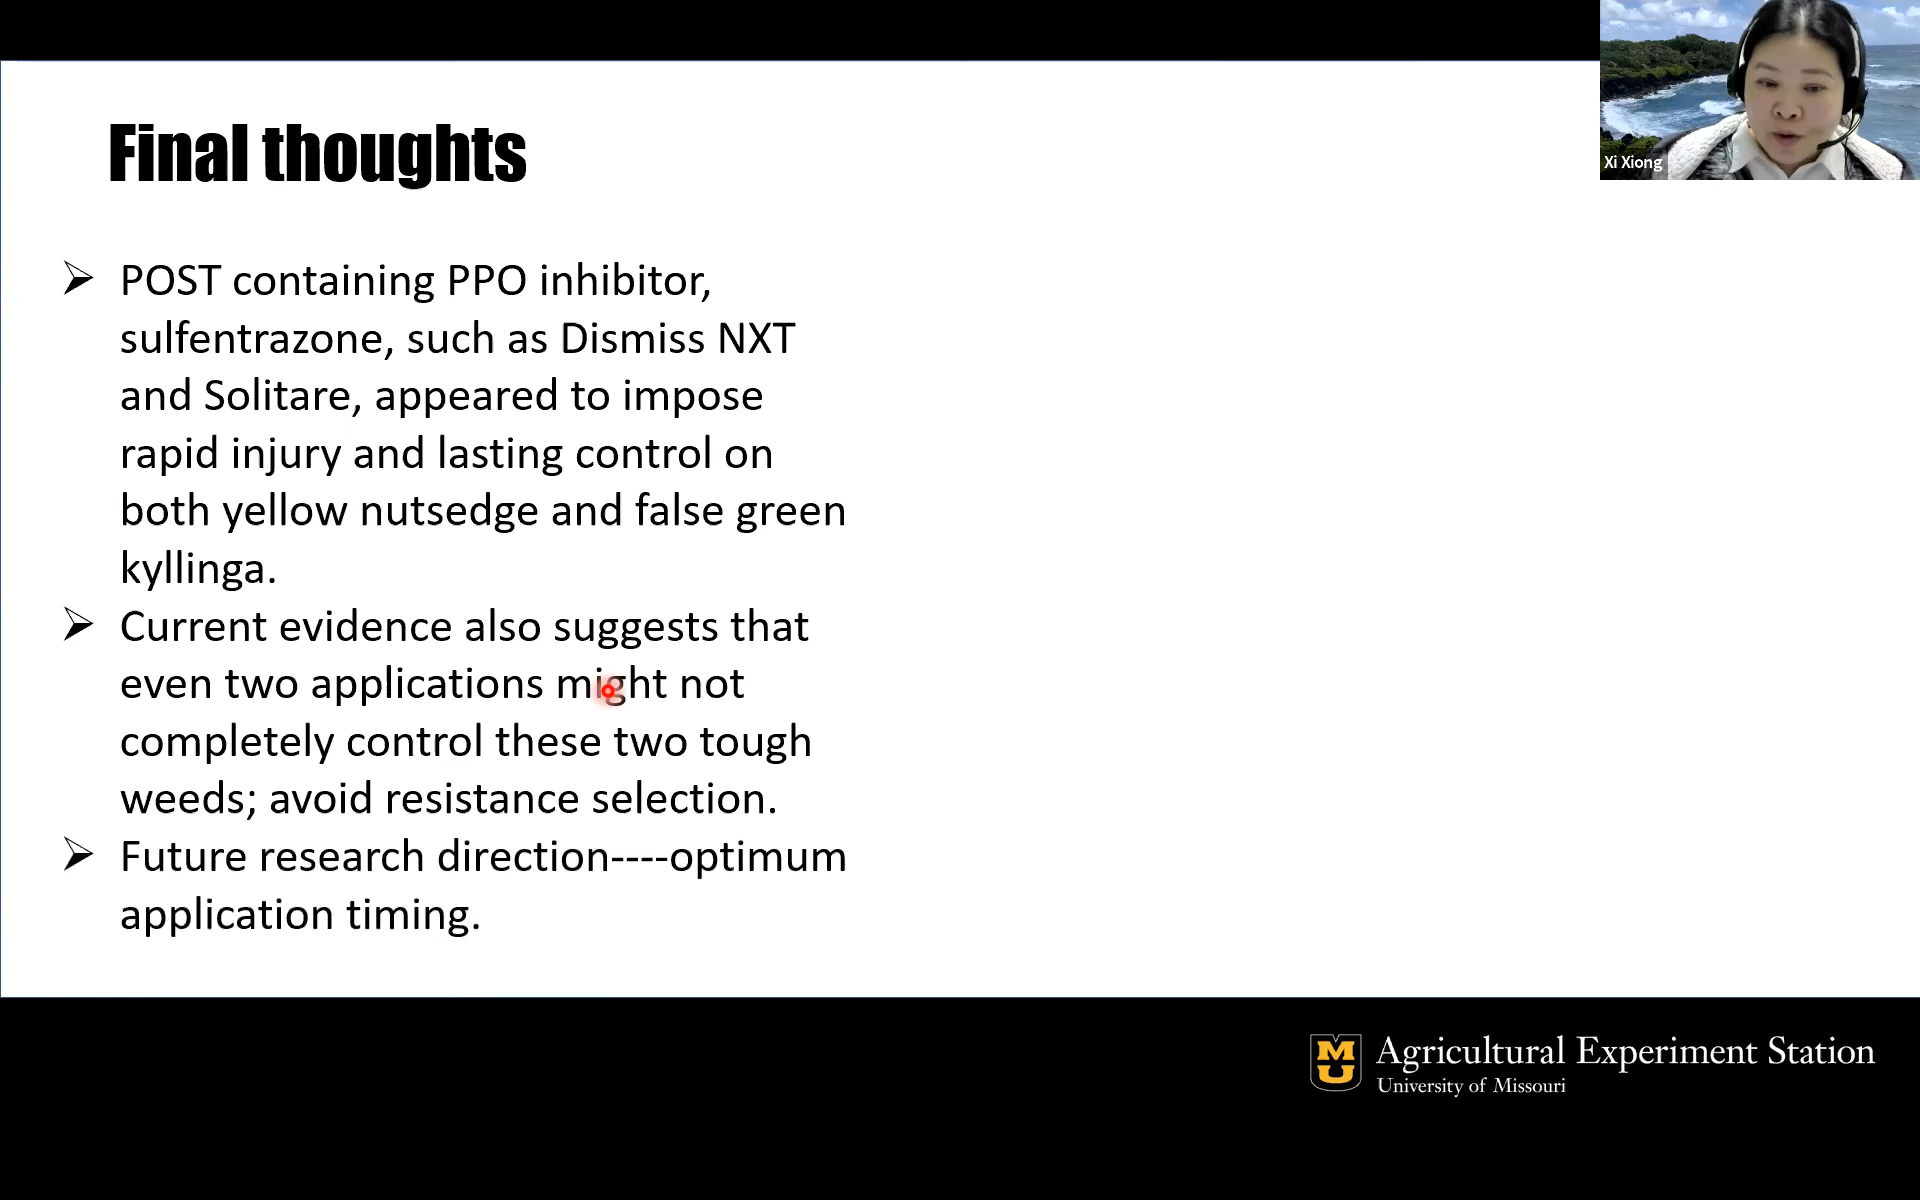 Final thoughts
POST containing PPO inhibitor,
sulfentrazone, such as Dismiss NXT
and Solitare, appeared to impose
rapid injury and lasting control on
both yellow nutsedge and false green
kyllinga.
Current evidence also suggests that
even two applications might not
completely control these two tough
weeds; avoid resistance selection.
Future research direction----optimum
application timing.
Xi Xiong
MU
Agricultural Experiment Station
University of Missouri